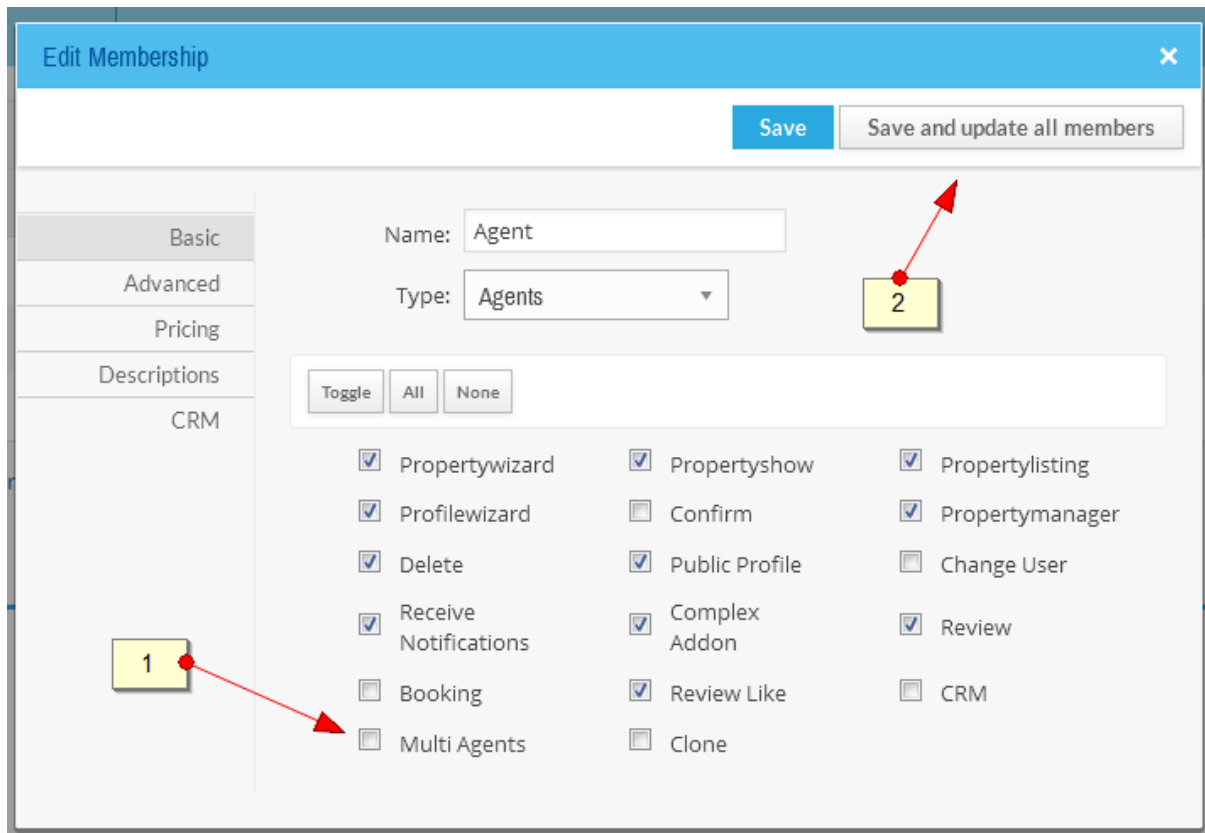 Edit Membership
Save Save and update all members
Basic
Advanced
Pricing
Descriptions
CRM
Name: Agent
Type: Agents
2
Toggle All None
Propertywizard Propertyshow Propertylisting
Profilewizard Confirm Propertymanager
Delete Public Profile Change User
Receive
Notifications
Complex
Addon
Review
1
Booking Review Like CRM
Multi Agents Clone